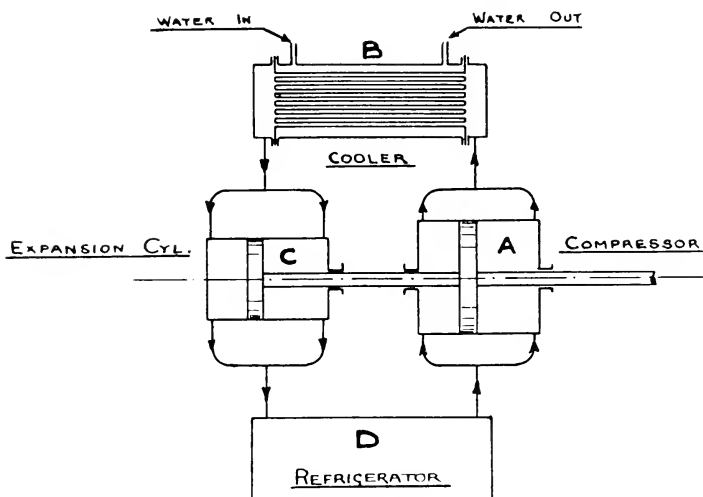 WATER IN
WATER OUT
B
COOLER
EXPANSION CYL.
C
A
COMPRESSOR
D
REFRIGERATOR